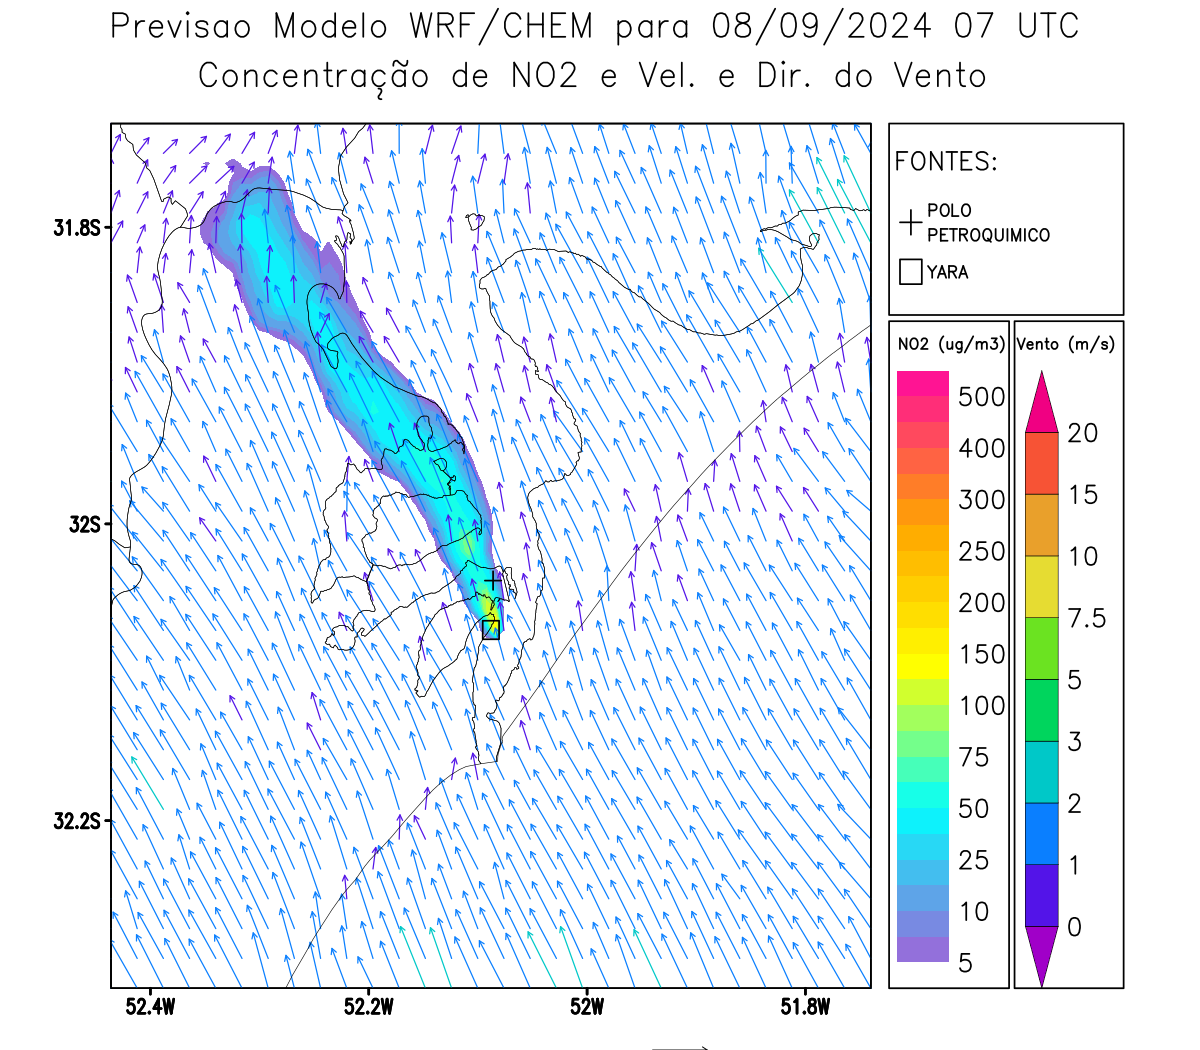 Previsao Modelo WRF/CHEM para 08/09/2024 07 UTC
Concentração de NO2 e Vel. e Dir. do Vento
FONTES:
POLO
PETROQUIMICO
YARA
NO2 (ug/m3)
500
400
300
250
200
150
100
75
50
25
10
5
Vento (m/s)
20
15
10
7.5
5
3
2
1
0
31.8S
32S
32.2S
52.4W
52.2W
52W
51.8W